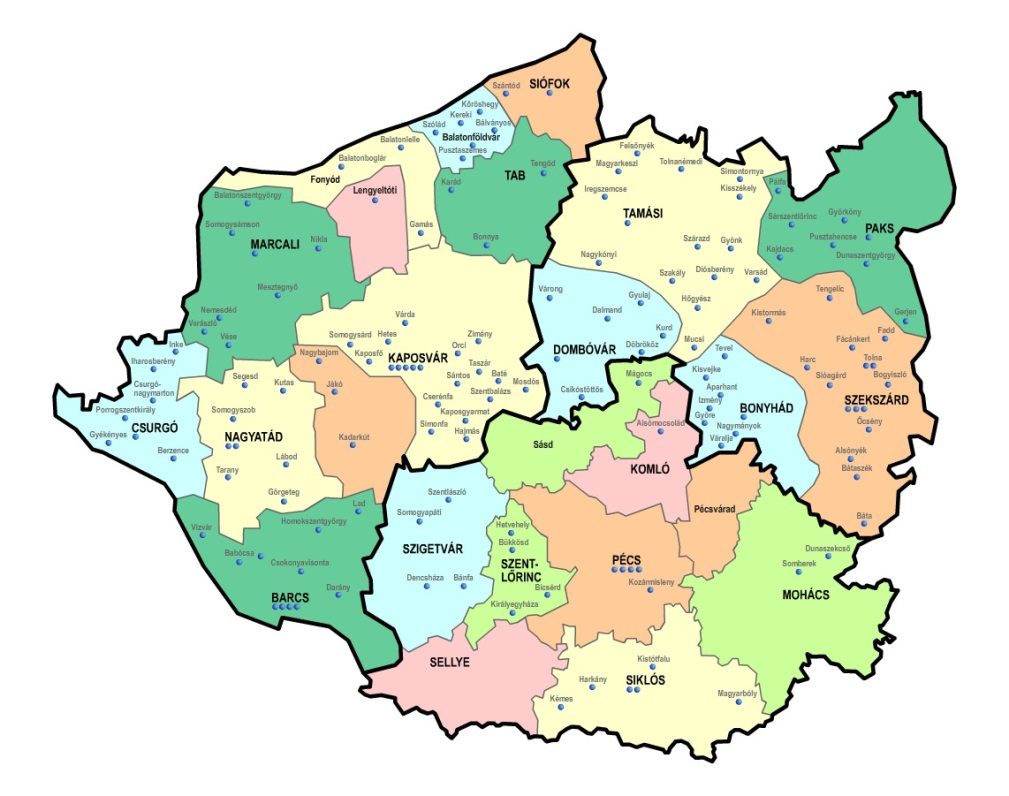 SIÓFOK
Szántód
Kőröshegy
Kereki
Szólád
Bálványos
Balatonföldvár
Pusztaszemes
Balatonlelle
Balatonboglár
Fonyód
Lengyeltóti
Gamás
TAB
Tengőd
Karád
Bonnya
Balatonszentgyörgy
Somogysámson
MARCALI
Nikla
Mesztegnyő
Nemesdéd
Varászló
Vése
Felsőnyék
Magyarkeszi
Tolnanémedi
Simontornya
Kisszékely
Iregszemcse
TAMÁSI
Szárazd
Gyönk
Nagykónyi
Szakály
Diósberény
Varsád
Högyész
Mucsi
Pálfa
Sárszentlőrinc
Györköny
PAKS
Pusztahencse
Kajdacs
Dunaszentgyörgy
Gerjen
Várong
Gyulaj
Dalmand
Kurd
Döbrököz
DOMBÓVÁR
Csikóstőttős
Tengelic
Kistormás
Fadd
Fácánkert
Harc
Tolna
Sióagárd
Bogyiszló
SZEKSZÁRD
Őcsény
Alsónyék
Bátaszék
Báta
Tevel
Kisvejke
Aparhant
Izmény
BONYHÁD
Györe
Nagymányok
Váralja
Várda
Somogysárd
Hetes
Zimány
Orci
Kaposfő
KAPOSVÁR
Taszár
Sántos
Baté
Mosdós
Szentbalázs
Cserénfa
Kaposgyarmat
Simonfa
Hajmás
Nagybajom
Jákó
Kadarkút
Inke
Iharosberény
Csurgó-
nagymarton
Porrogszentkirály
CSURGÓ
Gyékényes
Berzence
Segesd
Kutas
Somogyszob
NAGYATÁD
Lábod
Tarany
Görgeteg
Mágocs
Sásd
Alsómocsolád
KOMLÓ
Lad
Vízvár
Homokszentgyörgy
Babócsa
Csokonyavisonta
Darány
BARCS
Szentlászló
Somogyapáti
SZIGETVÁR
Dencsháza
Bánfa
Hetvehely
Bükkösd
SZENT-
LŐRINC
Bicsérd
Királyegyháza
PÉCS
Kozármisleny
Pécsvárad
Dunaszekcső
Somberek
MOHÁCS
SELLYE
Kistótfalu
Harkány
SIKLÓS
Kémes
Magyarbóly